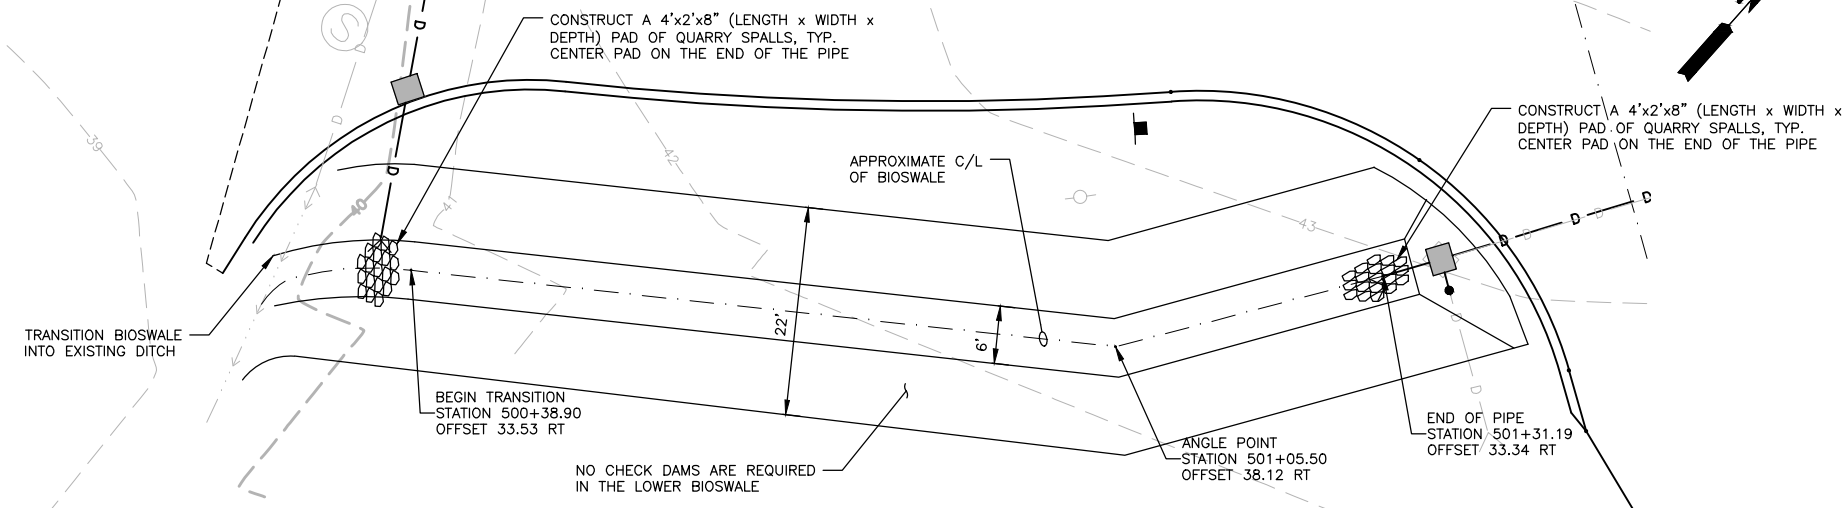 CONSTRUCT A 4'x2'x8" (LENGTH x WIDTH x
DEPTH) PAD OF QUARRY SPALLS, TYP.
CENTER PAD ON THE END OF THE PIPE
CONSTRUCT A 4'x2'x8" (LENGTH x WIDTH x
DEPTH) PAD OF QUARRY SPALLS, TYP.
CENTER PAD ON THE END OF THE PIPE
S
D
D
D
D
39
42
APPROXIMATE C/L
OF BIOSWALE
40
41
43
D
D
D
D
D
D
22'
6'
TRANSITION BIOSWALE
INTO EXISTING DITCH
BEGIN TRANSITION
STATION 500+38.90
OFFSET 33.53 RT
D
D
END OF PIPE
STATION 501+31.19
OFFSET 33.34 RT
ANGLE POINT
STATION 501+05.50
OFFSET 38.12 RT
NO CHECK DAMS ARE REQUIRED
IN THE LOWER BIOSWALE